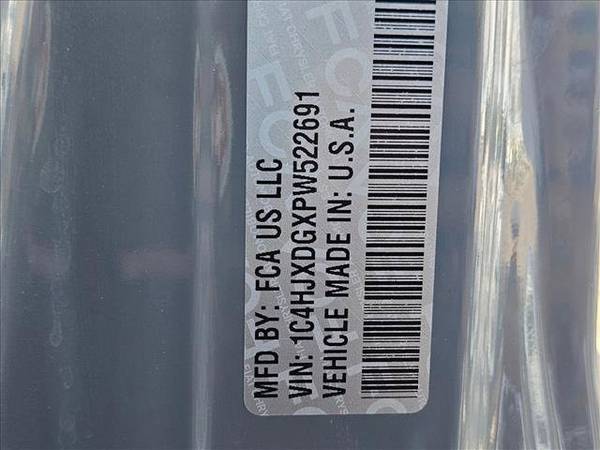 MFD BY: FCA US LLC
VIN: 1C4HJXDGXPW522691
VEHICLE MADE IN: U.S.A.